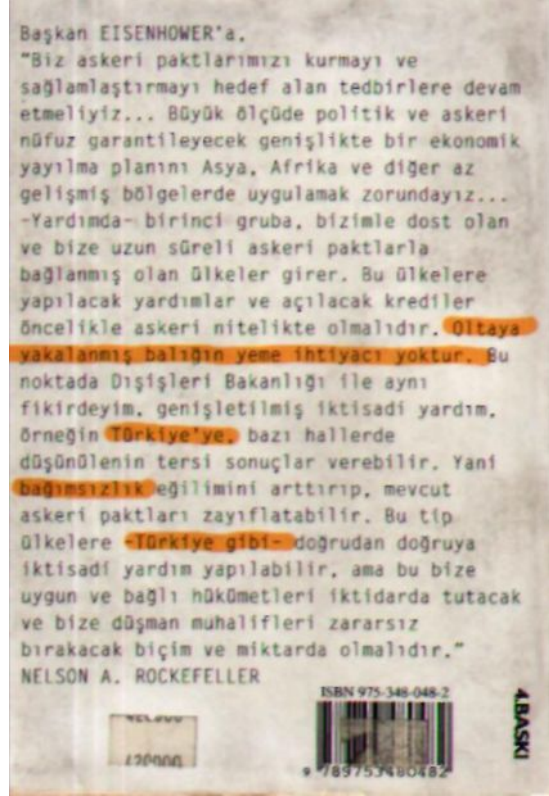 Başkan EISENHOWER'a,
"Biz askeri paktlarımızı kurmayı ve
sağlamlaştırmayı hedef alan tedbirlere devam
etmeliyiz... Büyük ölçüde politik ve askeri
nüfuz garantileyecek genişlikte bir ekonomik
yayılma planını Asya, Afrika ve diğer az
gelişmiş bölgelerde uygulamak zorundayız...
-Yardımda- birinci gruba, bizimle dost olan
ve bize uzun süreli askeri paktlarla
bağlanmış olan ülkeler girer. Bu ülkelere
yapılacak yardımlar ve açılacak krediler
öncelikle askeri nitelikte olmalıdır. Oltaya
yakalanmış balığın yeme ihtiyacı yoktur. Bu
noktada Dışişleri Bakanlığı ile aynı
fikirdeyim, genişletilmiş iktisadi yardım,
örneğin Türkiye'ye, bazı hallerde
düşünülenin tersi sonuçlar verebilir. Yani
bağımsızlık eğilimini arttırıp, mevcut
askeri paktları zayıflatabilir. Bu tip
ülkelere -Türkiye gibi- doğrudan doğruya
iktisadi yardım yapılabilir, ama bu bize
uygun ve bağlı hükümetleri iktidarda tutacak
ve bize düşman muhalifleri zararsız
bırakacak biçim ve miktarda olmalıdır."
NELSON A. ROCKEFELLER
ISBN 975-348-048-2
4.BASKI
9 789753 480482